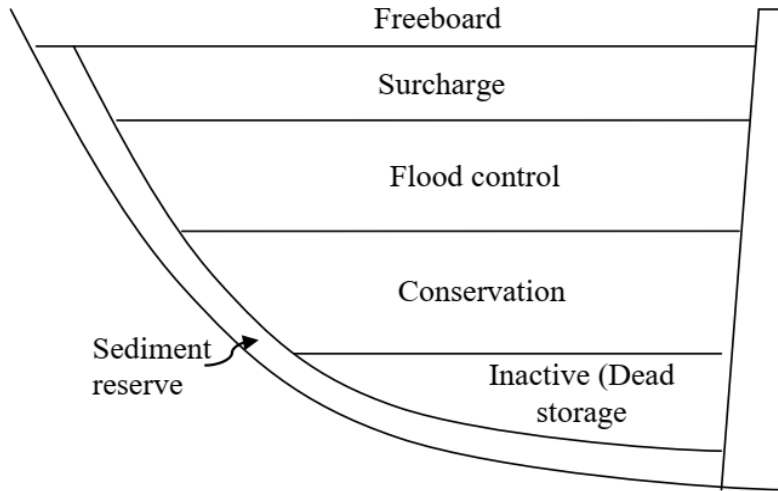 Freeboard
Surcharge
Flood control
Conservation
Sediment
reserve
Inactive (Dead
storage